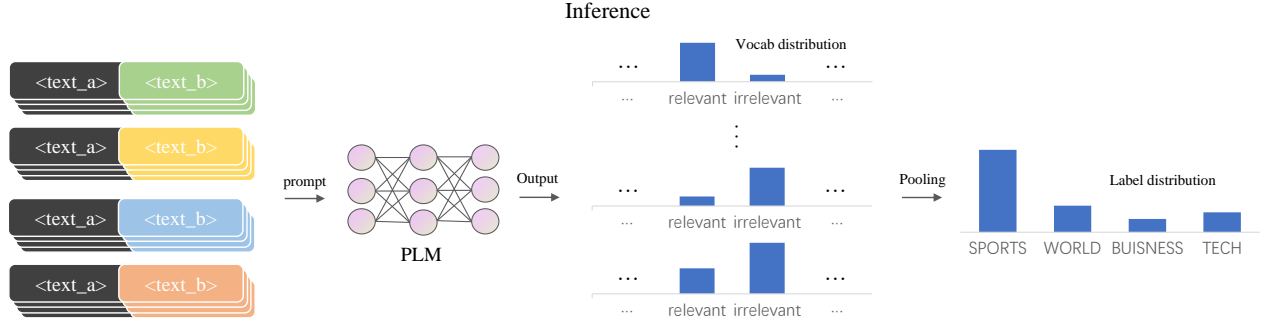 Inference
<text_a> <text_b>
<text_a> <text_b>
<text_a> <text_b>
<text_a> <text_b>
prompt
PLM
Output
Vocab distribution
... ...
... relevant irrelevant ...
...
... ...
... relevant irrelevant ...
... ...
... relevant irrelevant ...
Pooling
Label distribution
SPORTS WORLD BUISNESS TECH